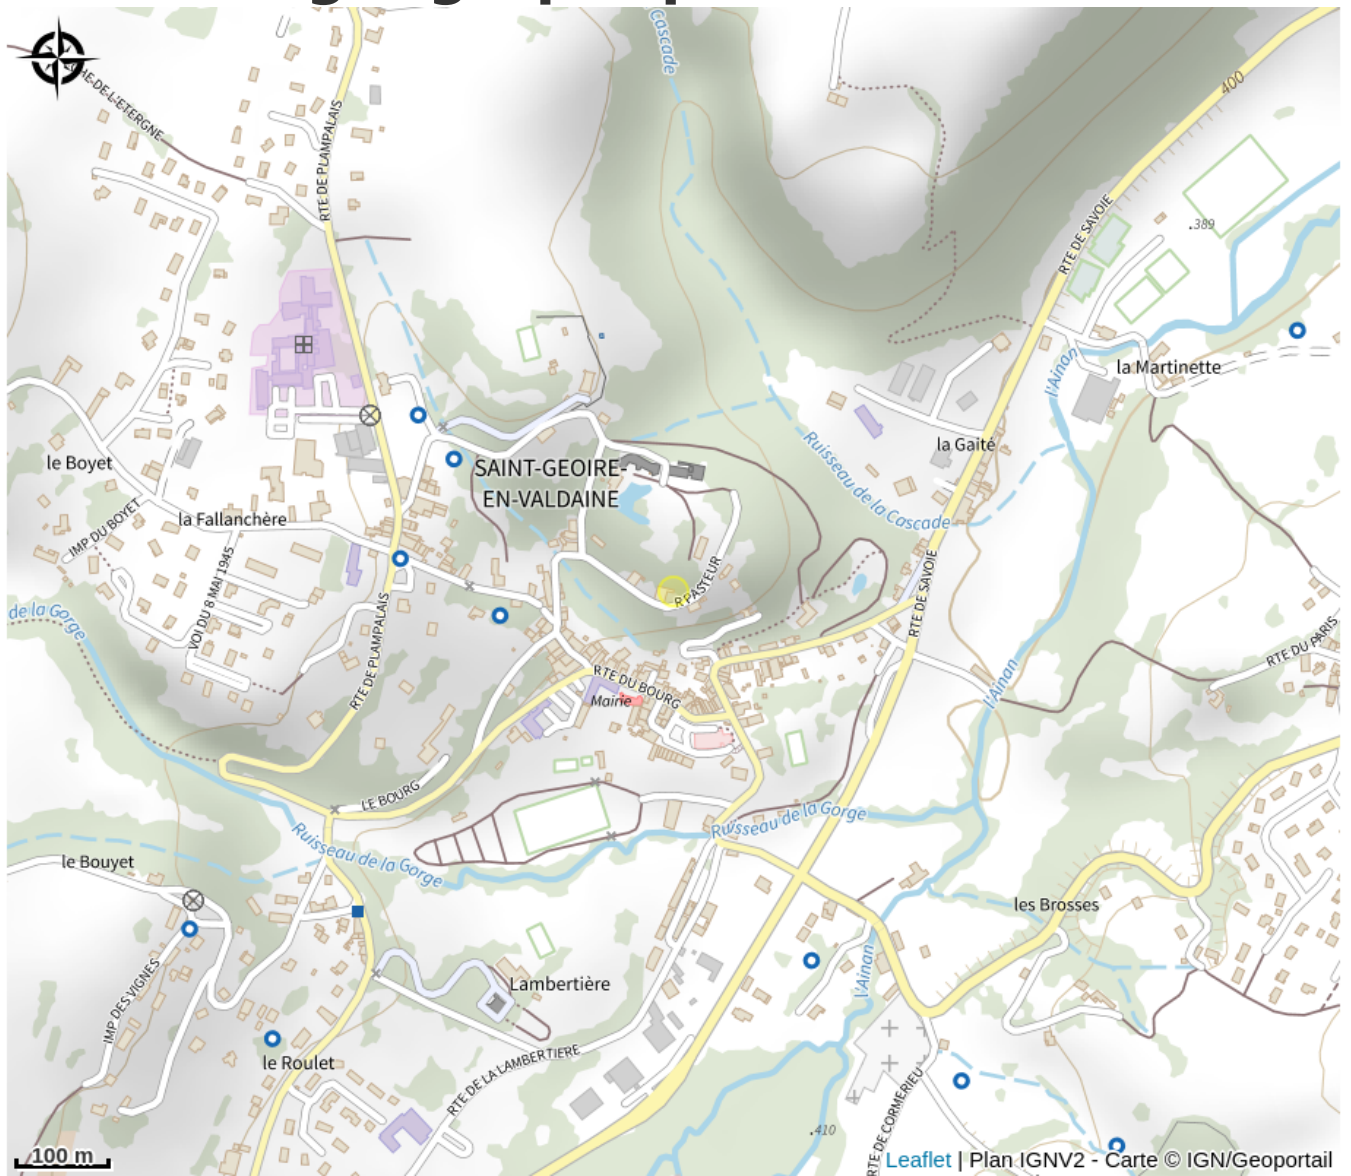 Cascade
400
RTE DE PLAMPALAIS
RTE DE SAVOIE
.389
l'Ainan
la Martinette
la Gaité
le Boyet
SAINT-GEOIRE-
EN-VALDAINE
Ruisseau de la Cascade
la Fallanchère
IMP DU BOYET
VOI DU 8 MAI 1945
R PASTEUR
RTE DE SAVOIE
de la Gorge
RTE DE PLAMPALAIS
RTE DU PARIS
l'Ainan
RTE DU BOURG
Mairie
LE BOURG
Ruisseau de la Gorge
Ruisseau de la Gorge
le Bouyet
les Brosses
IMP DES VIGNES
Lambertière
l'Ainan
le Roulet
RTE DE LA LAMBERTIERE
RTE DE CORMERIEU
.410
100 m
Leaflet | Plan IGNV2 - Carte © IGN/Geoportail